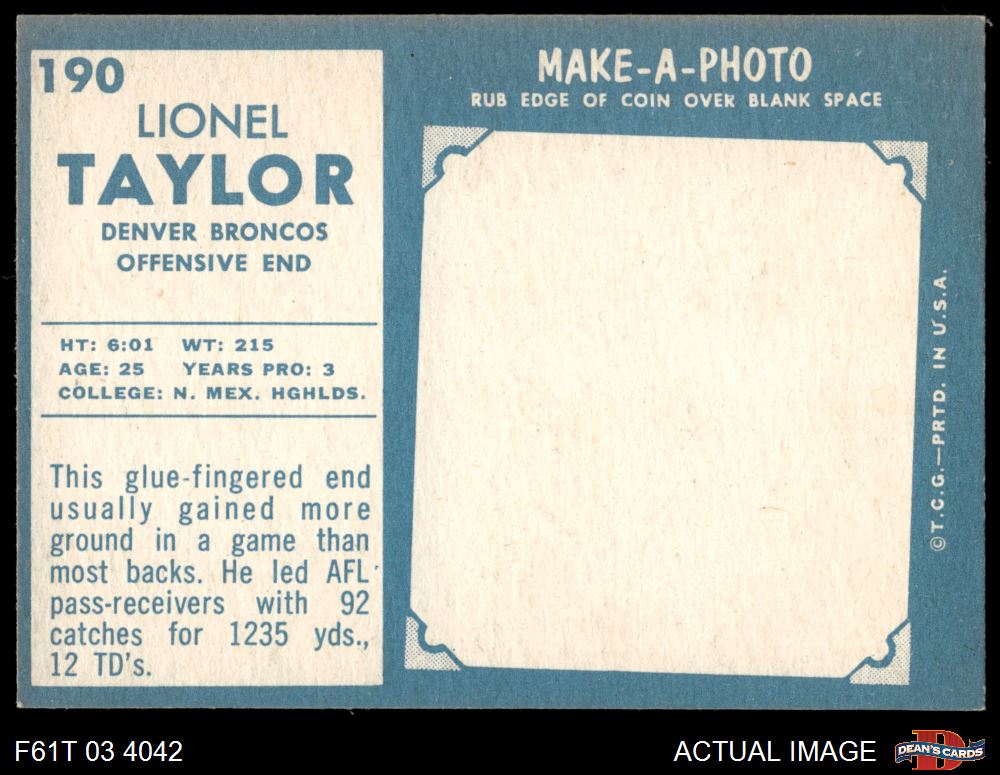 190
LIONEL
TAYLOR
DENVER BRONCOS
OFFENSIVE END
HT: 6:01 WT: 215
AGE: 25 YEARS PRO: 3
COLLEGE: N. MEX. HGHLDS.
This glue-fingered end
usually gained more
ground in a game than
most backs. He led AFL
pass-receivers with 92
catches for 1235 yds.,
12 TD's.
MAKE-A-PHOTO
RUB EDGE OF COIN OVER BLANK SPACE
©T.C.G.—PRTD. IN U.S.A.
F61T 03 4042
ACTUAL IMAGE
D
DEAN'S CARDS